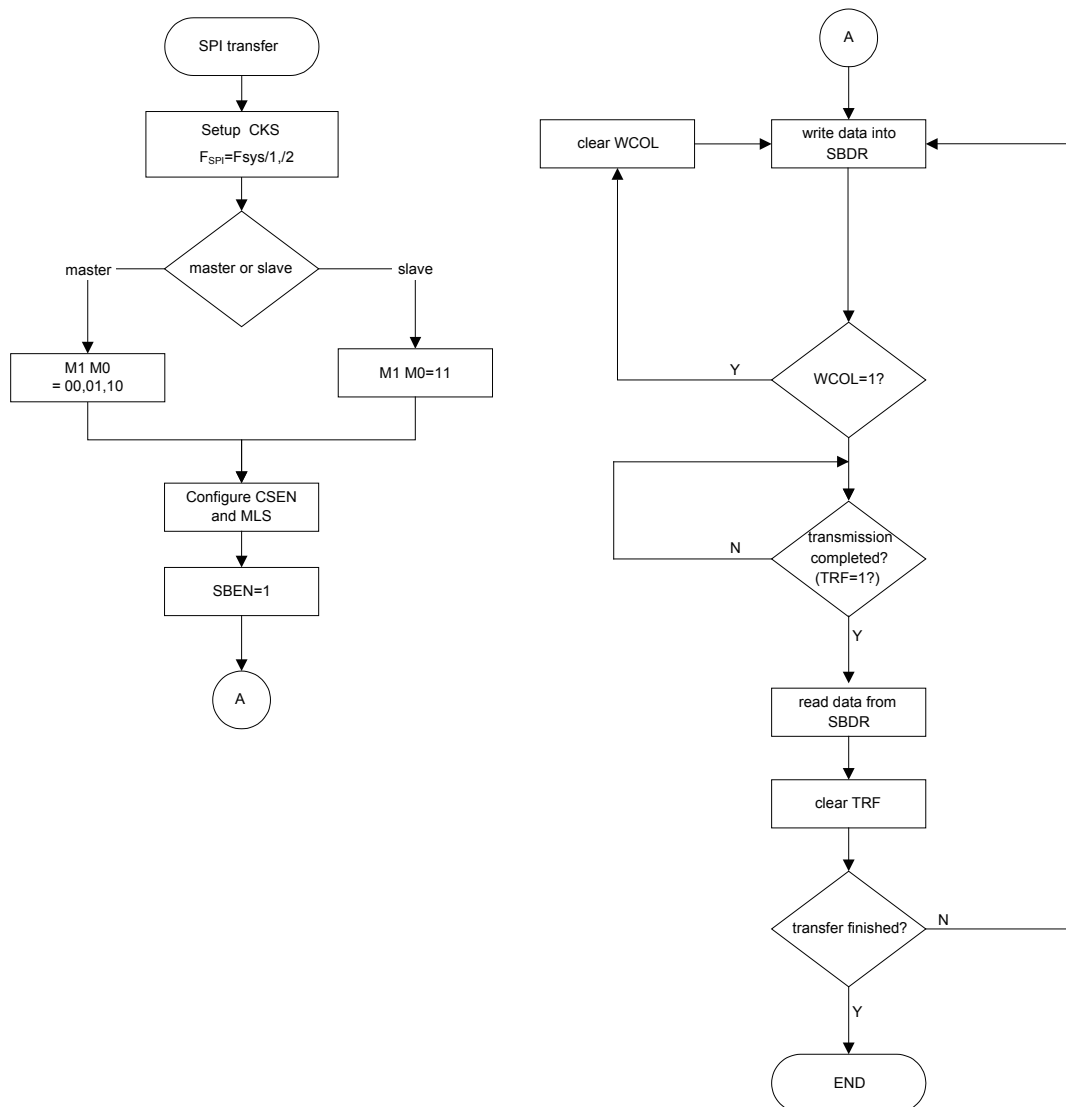 SPI transfer
Setup CKS
FSPI=Fsys/1,/2
master or slave
master
slave
M1 M0
= 00,01,10
M1 M0=11
Configure CSEN
and MLS
SBEN=1
A
A
clear WCOL
write data into
SBDR
WCOL=1?
Y
transmission
completed?
(TRF=1?)
N
Y
read data from
SBDR
clear TRF
transfer finished?
N
Y
END